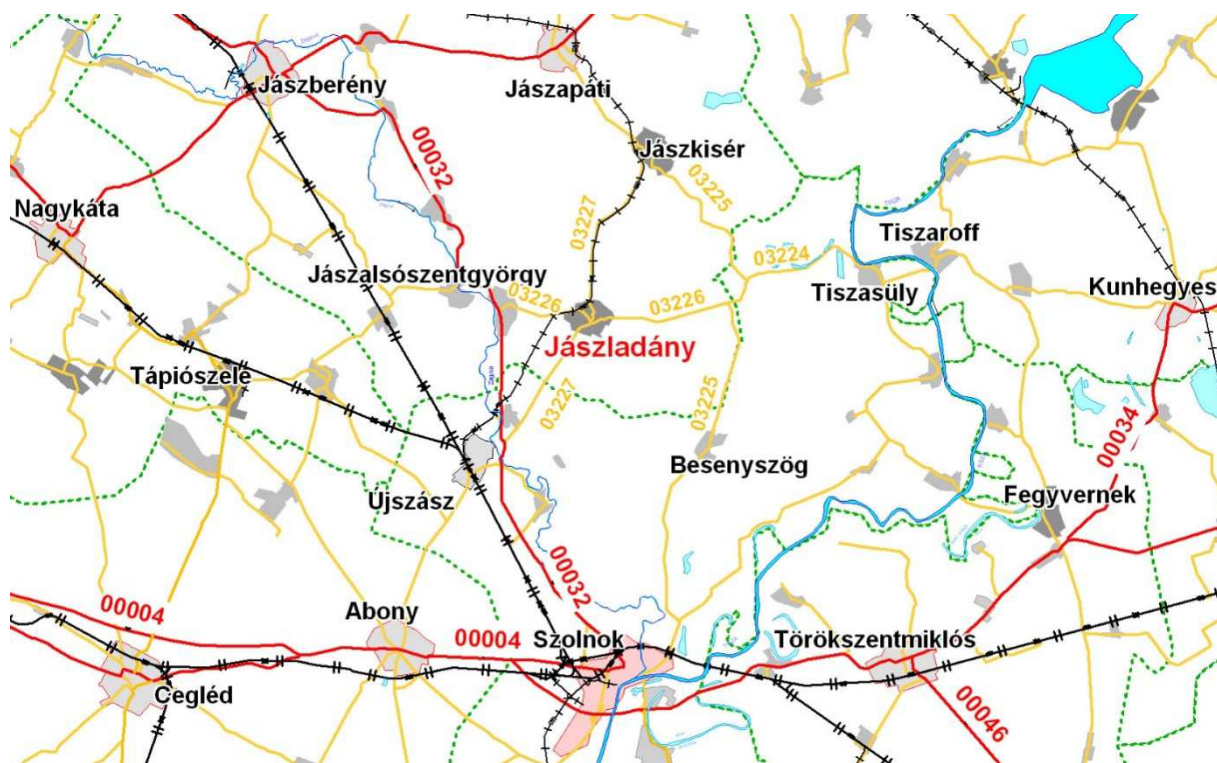 Jászberény
Jászapáti
00032
Jászkisér
03225
Nagykáta
03227
Tiszaroff
Jászalsószentgyörgy
03224
03226
03226
Tiszasüly
Kunhegyes
Jászladány
Tápiószele
03227
03225
00034
Besenyszög
Újszász
Fegyvernek
00032
00004
Abony
00004
Szolnok
Törökszentmiklós
Cegléd
00046